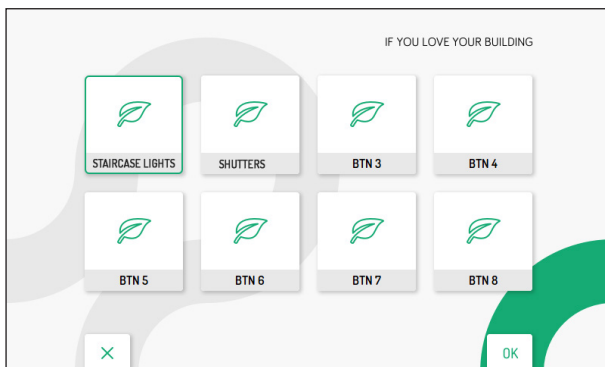 IF YOU LOVE YOUR BUILDING
STAIRCASE LIGHTS
SHUTTERS
BTN 3
BTN 4
BTN 5
BTN 6
BTN 7
BTN 8
OK